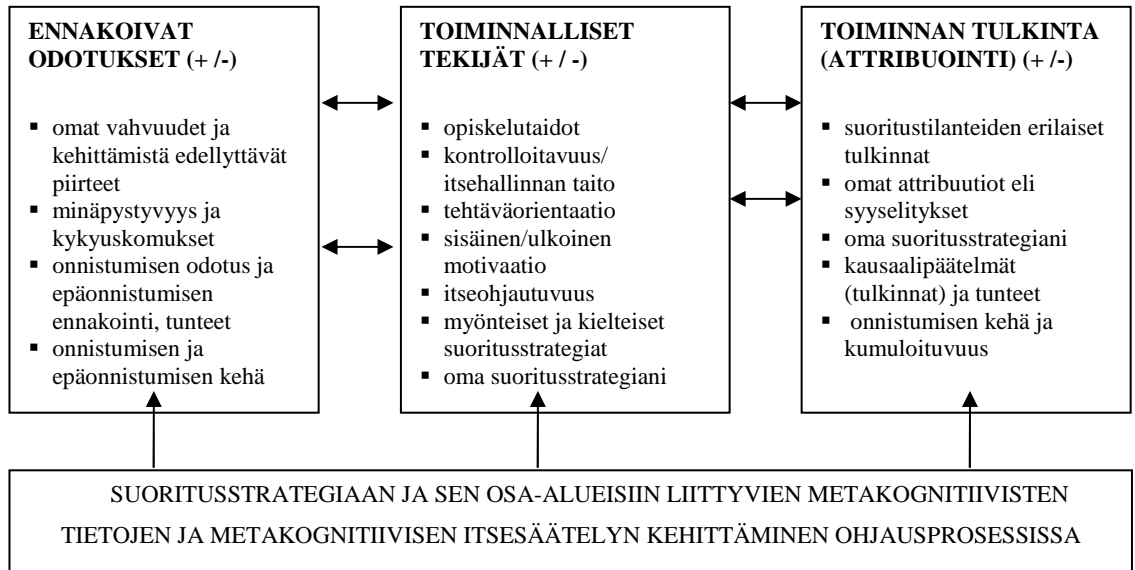 ENNAKOIVAT
ODOTUKSET (+ /-)
▪ omat vahvuudet ja
kehittämistä edellyttävät
piirteet
▪ minäpystyvyys ja
kykyuskomukset
▪ onnistumisen odotus ja
epäonnistumisen
ennakointi, tunteet
▪ onnistumisen ja
epäonnistumisen kehä
TOIMINNALLISET
TEKIJÄT (+ / -)
▪ opiskelutaidot
▪ kontrolloitavuus/
itsehallinnan taito
▪ tehtäväorientaatio
▪ sisäinen/ulkoinen
motivaatio
▪ itseohjautuvuus
▪ myönteiset ja kielteiset
suoritusstrategiat
▪ oma suoritusstrategiani
TOIMINNAN TULKINTA
(ATTRIBUOINTI) (+ /-)
▪ suoritustilanteiden erilaiset
tulkinnat
▪ omat attribuutiot eli
syyselitykset
▪ oma suoritusstrategiani
▪ kausaalipäätelmät
(tulkinnat) ja tunteet
▪ onnistumisen kehä ja
kumuloituvuus
SUORITUSSTRATEGIAAN JA SEN OSA-ALUEISIIN LIITTYVIEN METAKOGNITIIVISTEN
TIETOJEN JA METAKOGNITIIVISEN ITSESÄÄTELYN KEHITTÄMINEN OHJAUSPROSESSISSA